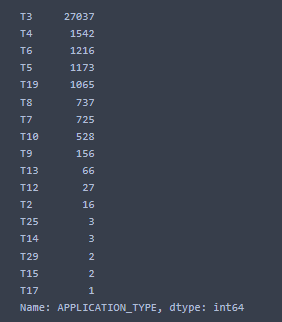 T3 27037
T4 1542
T6 1216
T5 1173
T19 1065
T8 737
T7 725
T10 528
T9 156
T13 66
T12 27
T2 16
T25 3
T14 3
T29 2
T15 2
T17 1
Name: APPLICATION_TYPE, dtype: int64